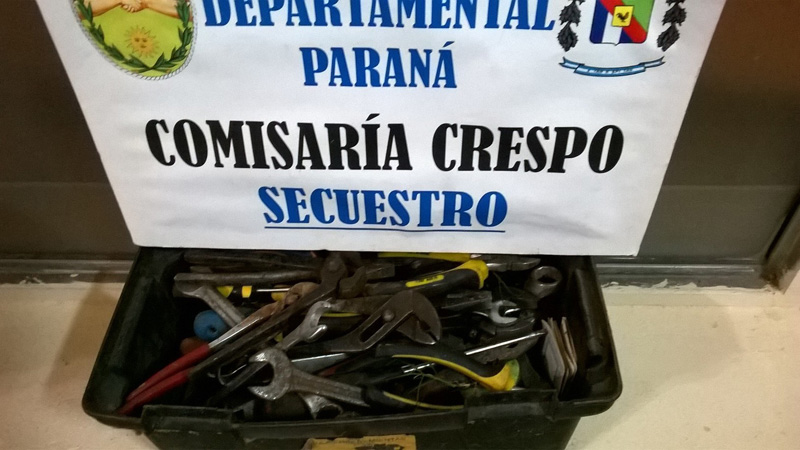 DEPARTAMENTAL
PARANÁ
COMISARÍA CRESPO
SECUESTRO